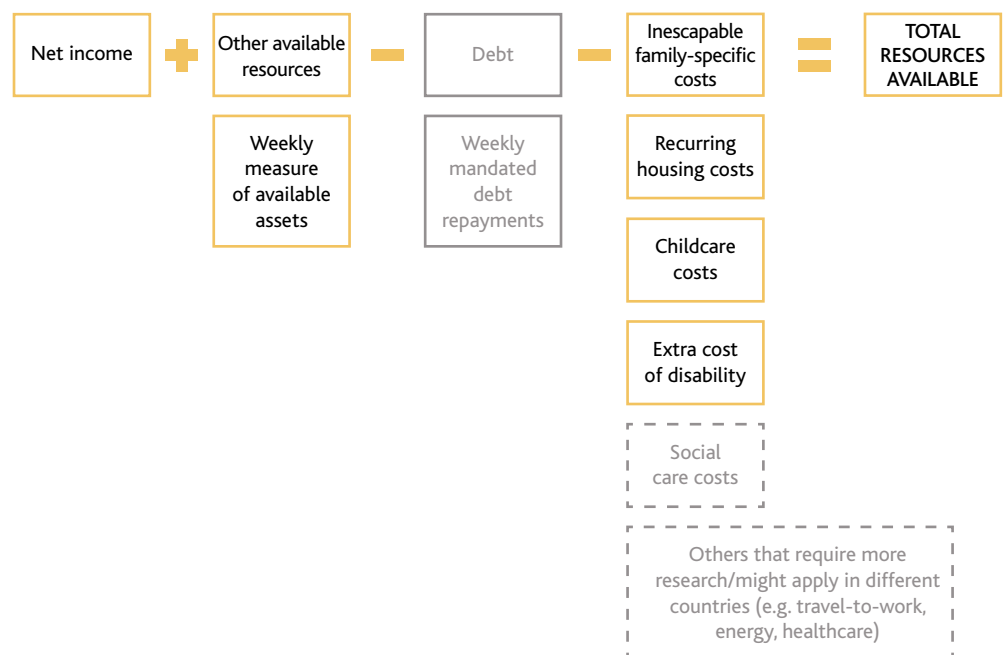 Net income
Other available
resources
Debt
Inescapable
family-specific
costs
TOTAL
RESOURCES
AVAILABLE
Weekly
measure
of available
assets
Weekly
mandated
debt
repayments
Recurring
housing costs
Childcare
costs
Extra cost
of disability
Social
care costs
Others that require more
research/might apply in different
countries (e.g. travel-to-work,
energy, healthcare)